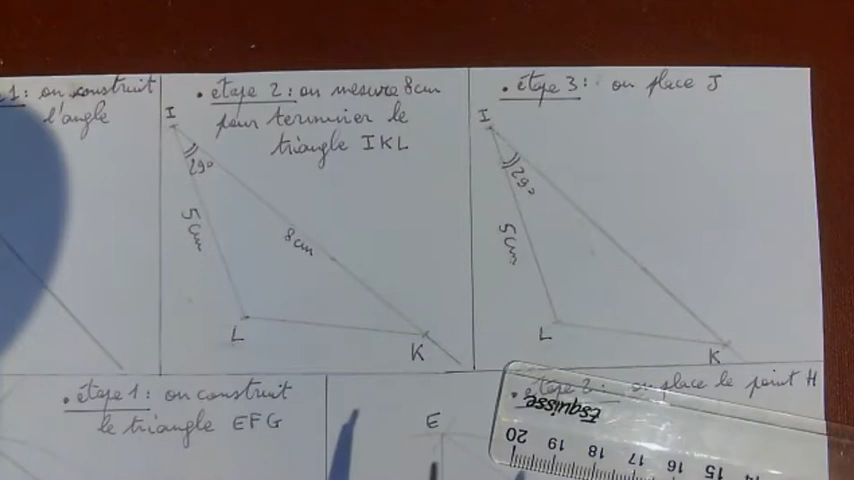 e 1 : on construit
l'angle
• étape 2 : on mesure 8cm
pour terminer le
triangle IKL
I
29°
5cm
8cm
L
K
• étape 3 : on place J
I
29°
5cm
L
K
• étape 1 : on construit
le triangle EFG
E
• étape 2 : on place le point H
Esquisse
20 19 18 17 16 15 14